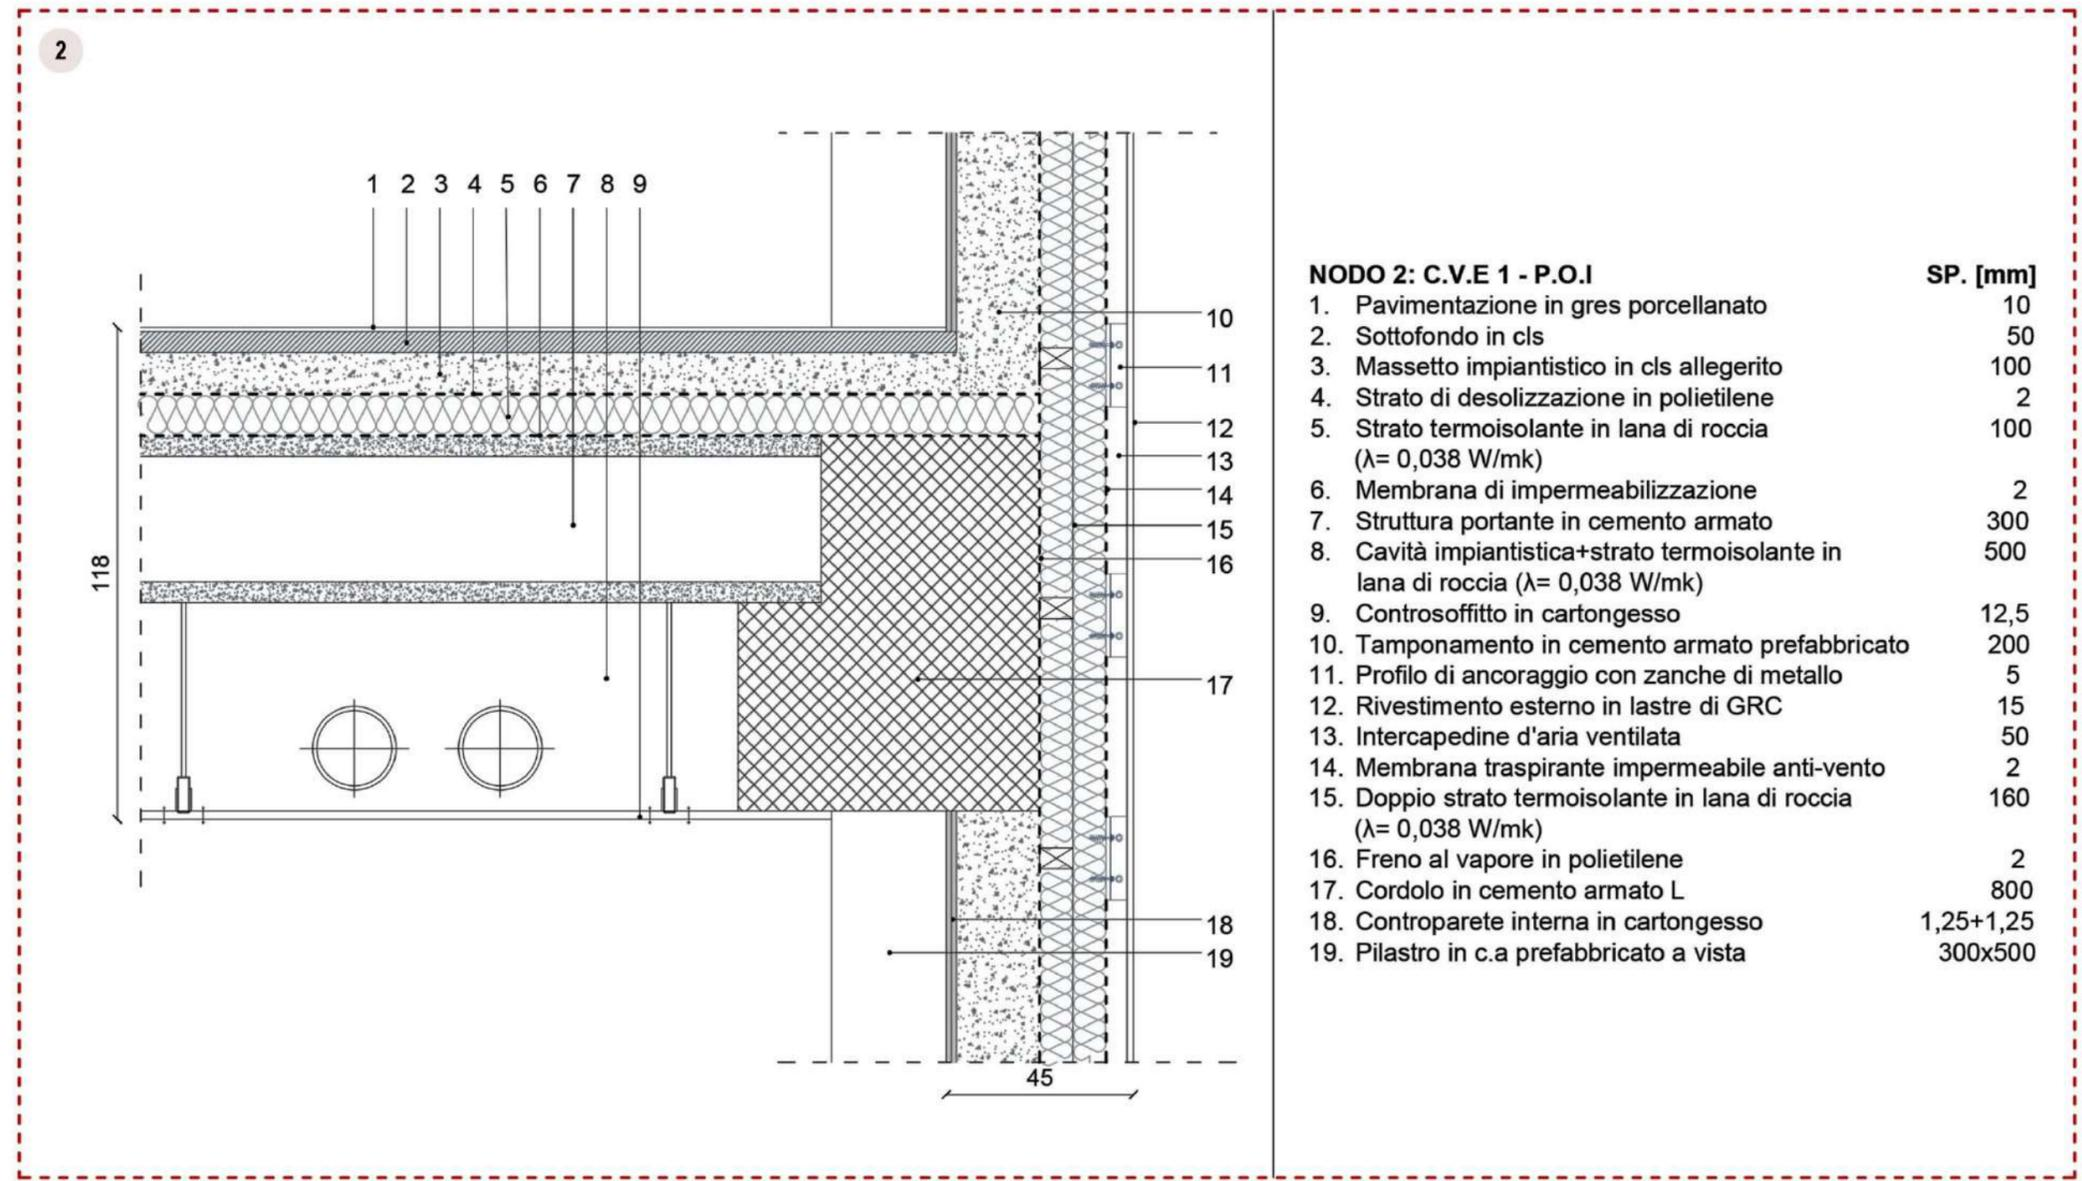 2
1 2 3 4 5 6 7 8 9
10
11
12
13
14
15
16
17
18
19
118
45
NODO 2: C.V.E 1 - P.O.I SP. [mm]
1. Pavimentazione in gres porcellanato 10
2. Sottofondo in cls 50
3. Massetto impiantistico in cls allegerito 100
4. Strato di desolizzazione in polietilene 2
5. Strato termoisolante in lana di roccia 100
(λ= 0,038 W/mk)
6. Membrana di impermeabilizzazione 2
7. Struttura portante in cemento armato 300
8. Cavità impiantistica+strato termoisolante in 500
lana di roccia (λ= 0,038 W/mk)
9. Controsoffitto in cartongesso 12,5
10. Tamponamento in cemento armato prefabbricato 200
11. Profilo di ancoraggio con zanche di metallo 5
12. Rivestimento esterno in lastre di GRC 15
13. Intercapedine d'aria ventilata 50
14. Membrana traspirante impermeabile anti-vento 2
15. Doppio strato termoisolante in lana di roccia 160
(λ= 0,038 W/mk)
16. Freno al vapore in polietilene 2
17. Cordolo in cemento armato L 800
18. Controparete interna in cartongesso 1,25+1,25
19. Pilastro in c.a prefabbricato a vista 300x500